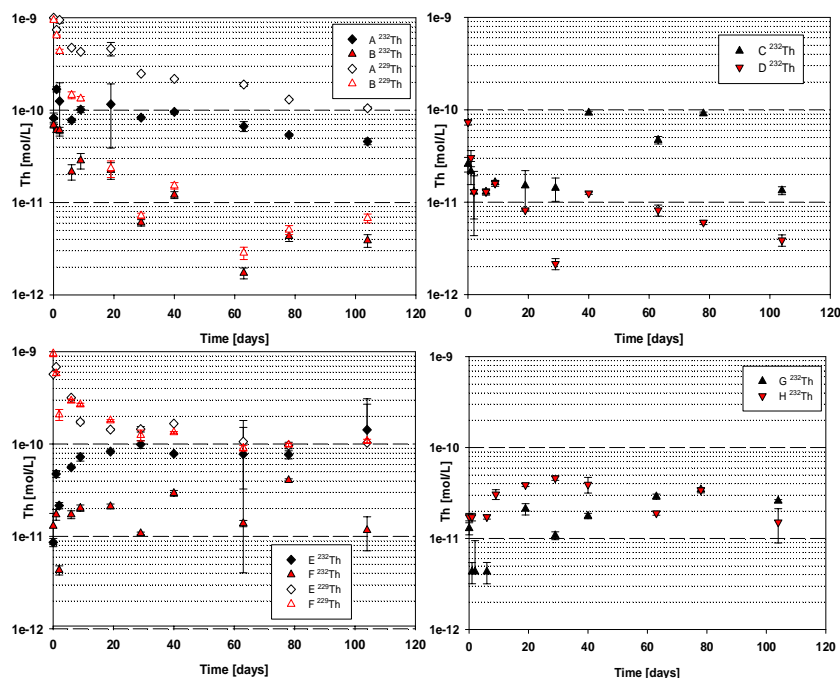 1e-9
1e-10
1e-11
1e-12
Th [mol/L]
0 20 40 60 80 100 120
Time [days]
A ²³²Th
B ²³²Th
A ²²⁹Th
B ²²⁹Th
1e-9
1e-10
1e-11
1e-12
Th [mol/L]
0 20 40 60 80 100 120
Time [days]
C ²³²Th
D ²³²Th
1e-9
1e-10
1e-11
1e-12
Th [mol/L]
0 20 40 60 80 100 120
Time [days]
E ²³²Th
F ²³²Th
E ²²⁹Th
F ²²⁹Th
1e-9
1e-10
1e-11
1e-12
Th [mol/L]
0 20 40 60 80 100 120
Time [days]
G ²³²Th
H ²³²Th